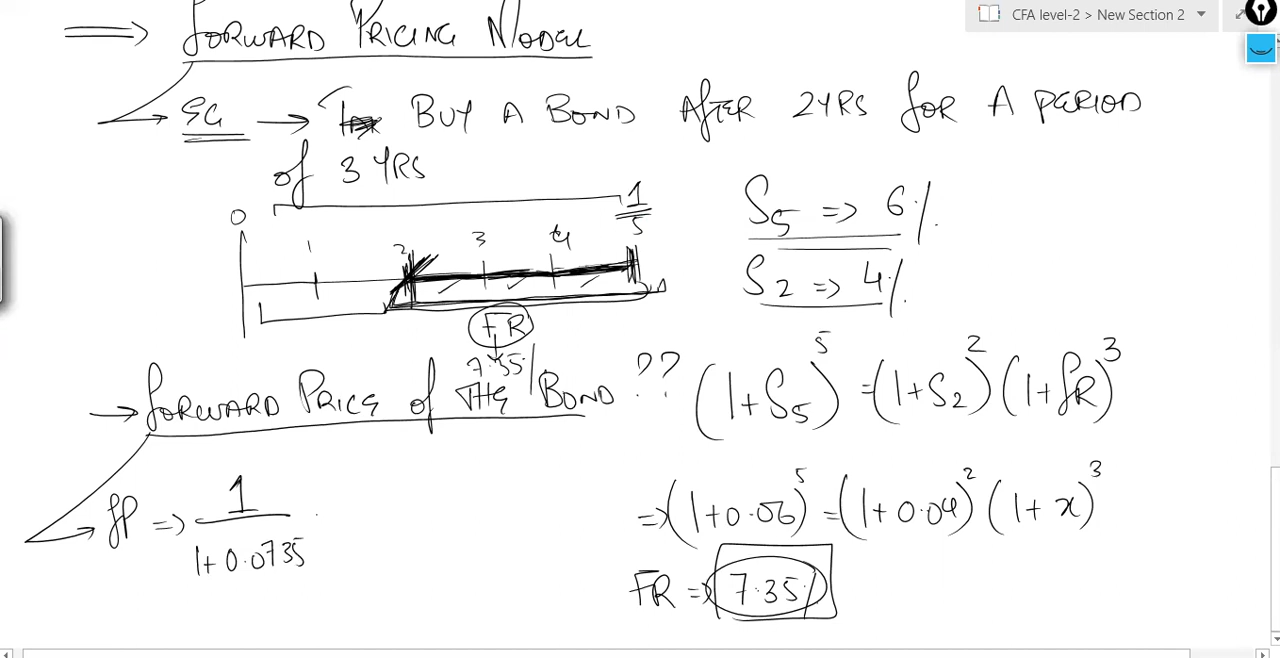 CFA level-2 > New Section 2
⇒ FORWARD PRICING MODEL
EG → BUY A BOND AFTER 2YRS FOR A PERIOD
OF 3 YRS
0 1 2 3 4 5
1
FR
7.35%
S₅ ⇒ 6%
S₂ ⇒ 4%
→ FORWARD PRICE OF THE BOND ??
(1+S₅)⁵ = (1+S₂)² (1+fR)³
fP ⇒ 1
1+0.0735
⇒ (1+0.06)⁵ = (1+0.04)² (1+x)³
FR ⇒ 7.35%